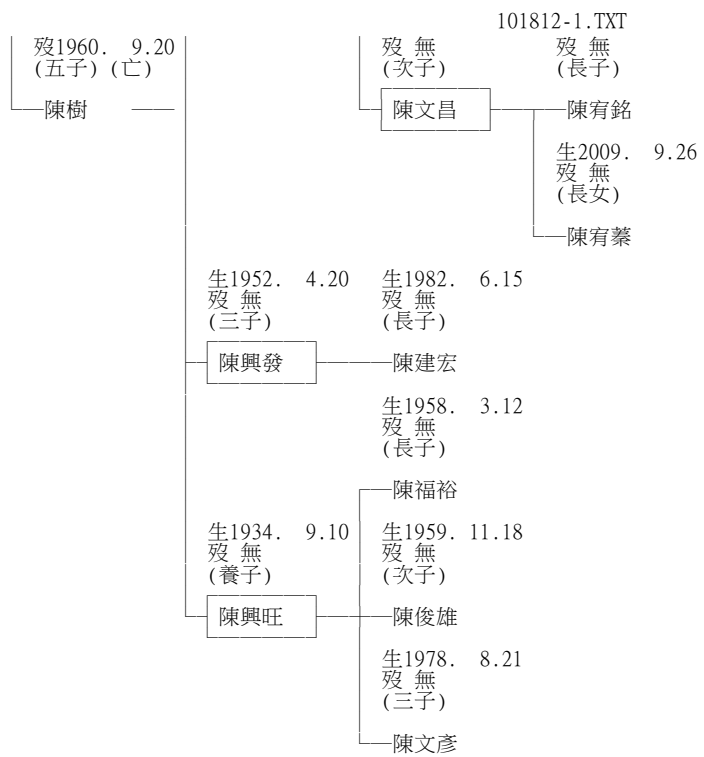 101812-1.TXT
歿1960. 9.20 歿 無 歿 無
(五子)(亡) (次子) (長子)
陳樹 陳文昌 陳宥銘
生2009. 9.26
歿 無
(長女)
陳宥蓁
生1952. 4.20 生1982. 6.15
歿 無 歿 無
(三子) (長子)
陳興發 陳建宏
生1958. 3.12
歿 無
(長子)
陳福裕
生1934. 9.10 生1959. 11.18
歿 無 歿 無
(養子) (次子)
陳興旺 陳俊雄
生1978. 8.21
歿 無
(三子)
陳文彥